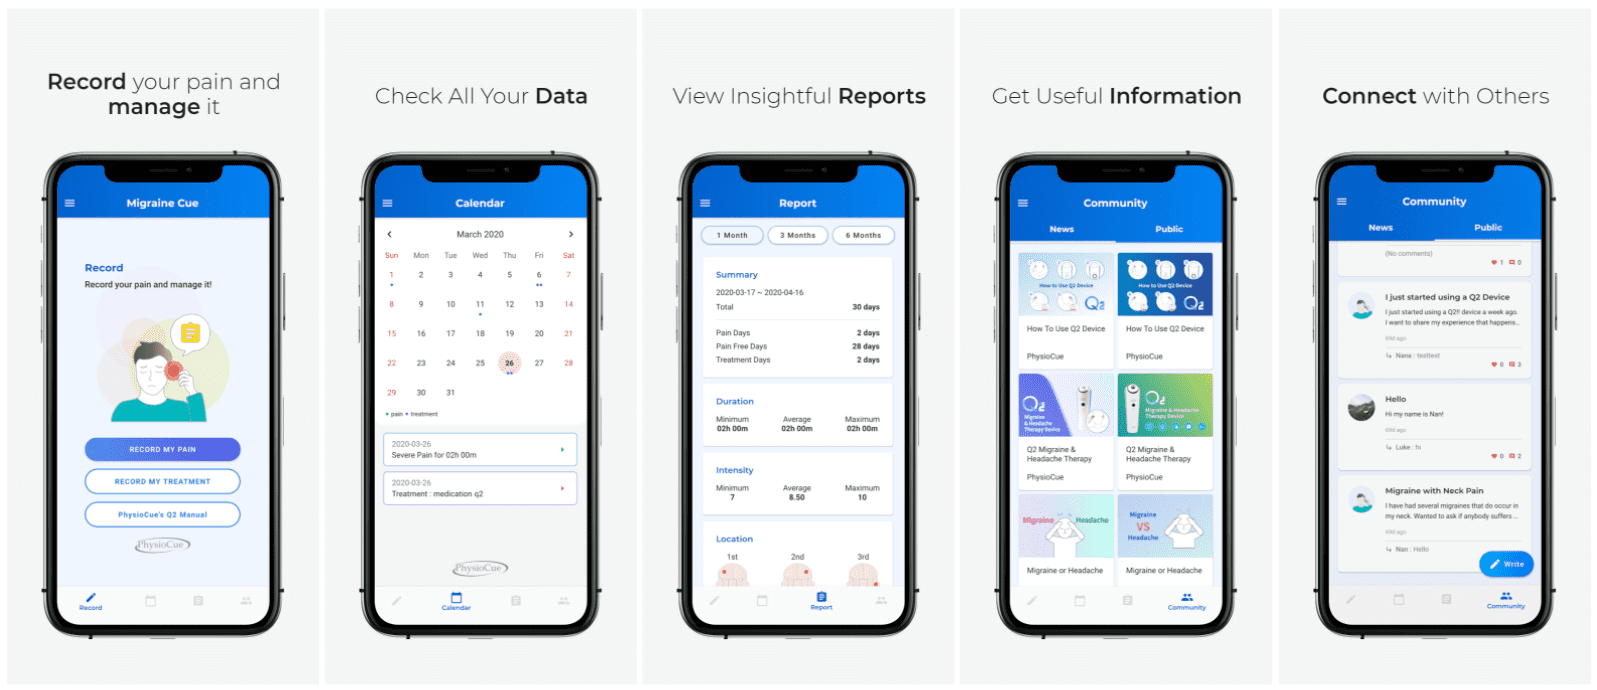 Record your pain and
manage it
Migraine Cue
Record
Record your pain and manage it!
RECORD MY PAIN
RECORD MY TREATMENT
PhysioCue's Q2 Manual
PhysioCue
Record
Check All Your Data
Calendar
March 2020
Sun Mon Tue Wed Thu Fri Sat
1 2 3 4 5 6 7
8 9 10 11 12 13 14
15 16 17 18 19 20 21
22 23 24 25 26 27 28
29 30 31
pain treatment
2020-03-26
Severe Pain for 02h 00m
2020-03-26
Treatment : medication q2
PhysioCue
Calendar
View Insightful Reports
Report
1 Month 3 Months 6 Months
Summary
2020-03-17 ~ 2020-04-16
Total 30 days
Pain Days 2 days
Pain Free Days 28 days
Treatment Days 2 days
Duration
Minimum Average Maximum
02h 00m 02h 00m 02h 00m
Intensity
Minimum Average Maximum
7 8.50 10
Location
1st 2nd 3rd
Report
Get Useful Information
Community
News Public
How to Use Q2 Device
Q2
How To Use Q2 Device
PhysioCue
How to Use Q2 Device
Q2
How To Use Q2 Device
PhysioCue
Q2
Migraine
& Headache
Therapy Device
Q2 Migraine &
Headache Therapy
PhysioCue
Q2
Migraine & Headache
Therapy Device
Q2 Migraine &
Headache Therapy
PhysioCue
Migraine Headache
Migraine or Headache
Migraine
VS
Headache
Migraine or Headache
Community
Connect with Others
Community
News Public
(No comments)
1 0
I just started using a Q2 Device
I just started using a Q2!! device a week ago.
I want to share my experience that happens...
69d ago
Nana : testtest
0 3
Hello
Hi my name is Nan!
69d ago
Luke : hi
0 2
Migraine with Neck Pain
I have had several migraines that do occur in
my neck. Wanted to ask if anybody suffers ...
69d ago
Nan : Hello
Write
Community